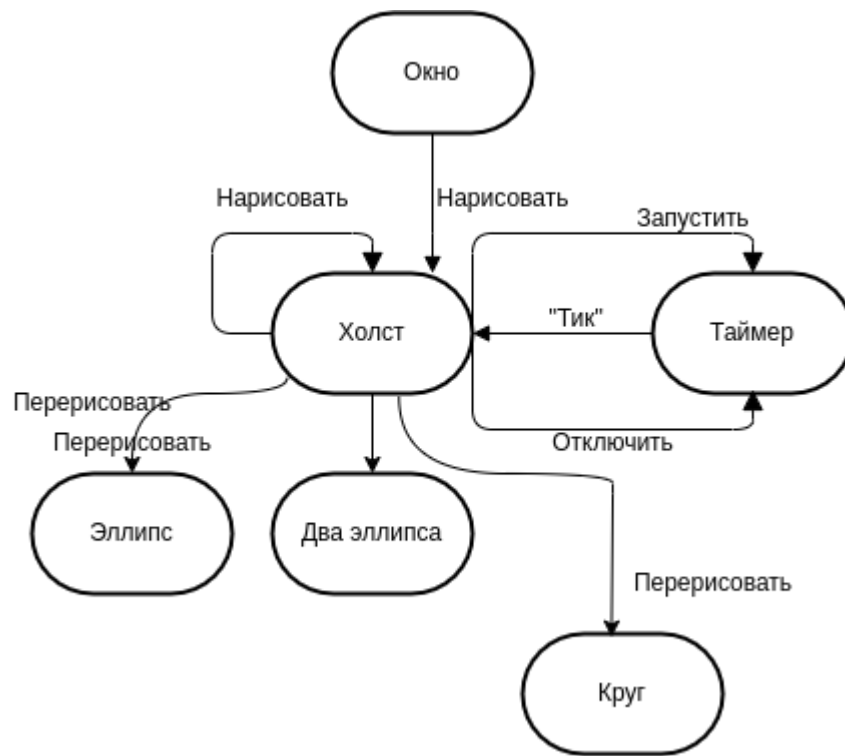 Окно
Нарисовать
Нарисовать
Запустить
Холст
"Тик"
Таймер
Перерисовать
Перерисовать
Отключить
Эллипс
Два эллипса
Перерисовать
Круг